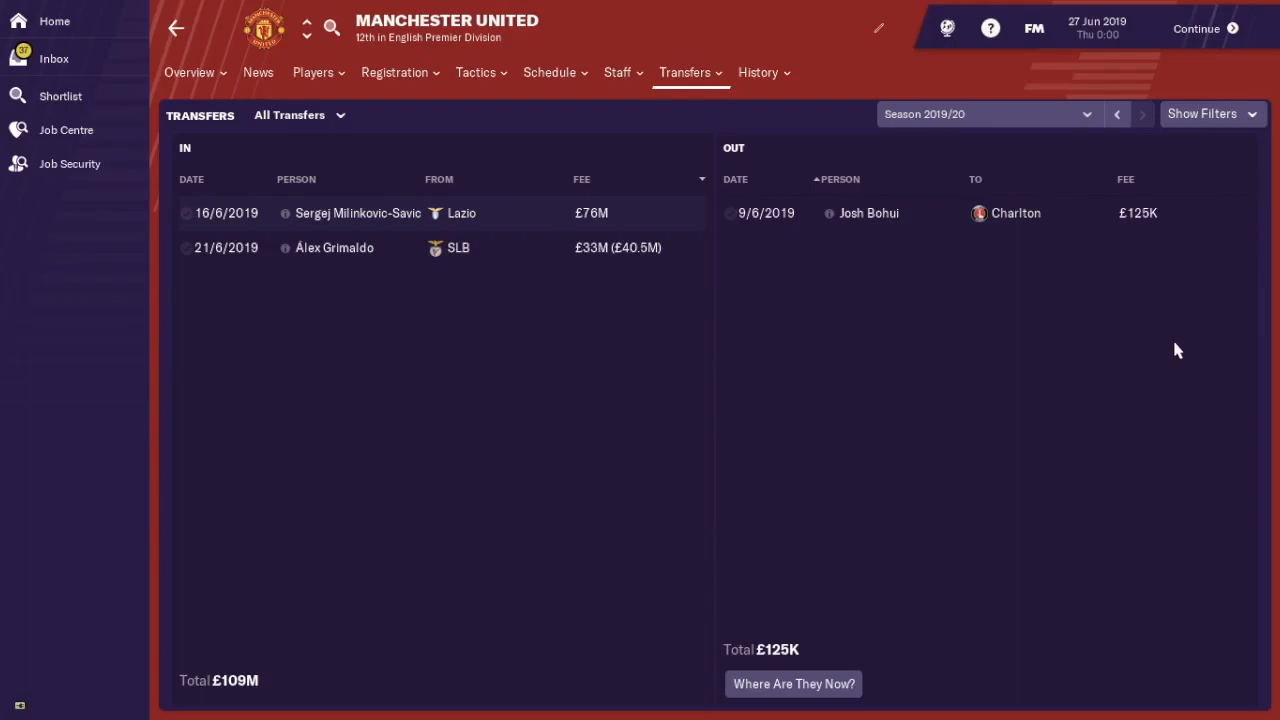 Home
Inbox
37
Shortlist
Job Centre
Job Security
MANCHESTER UNITED
12th in English Premier Division
? FM 27 Jun 2019 Continue
Thu 0:00
Overview News Players Registration Tactics Schedule Staff Transfers History
TRANSFERS All Transfers Season 2019/20 Show Filters
IN
DATE PERSON FROM FEE
16/6/2019 Sergej Milinkovic-Savic Lazio £76M
21/6/2019 Álex Grimaldo SLB £33M (£40.5M)
Total £109M
OUT
DATE PERSON TO FEE
9/6/2019 Josh Bohui Charlton £125K
Total £125K
Where Are They Now?